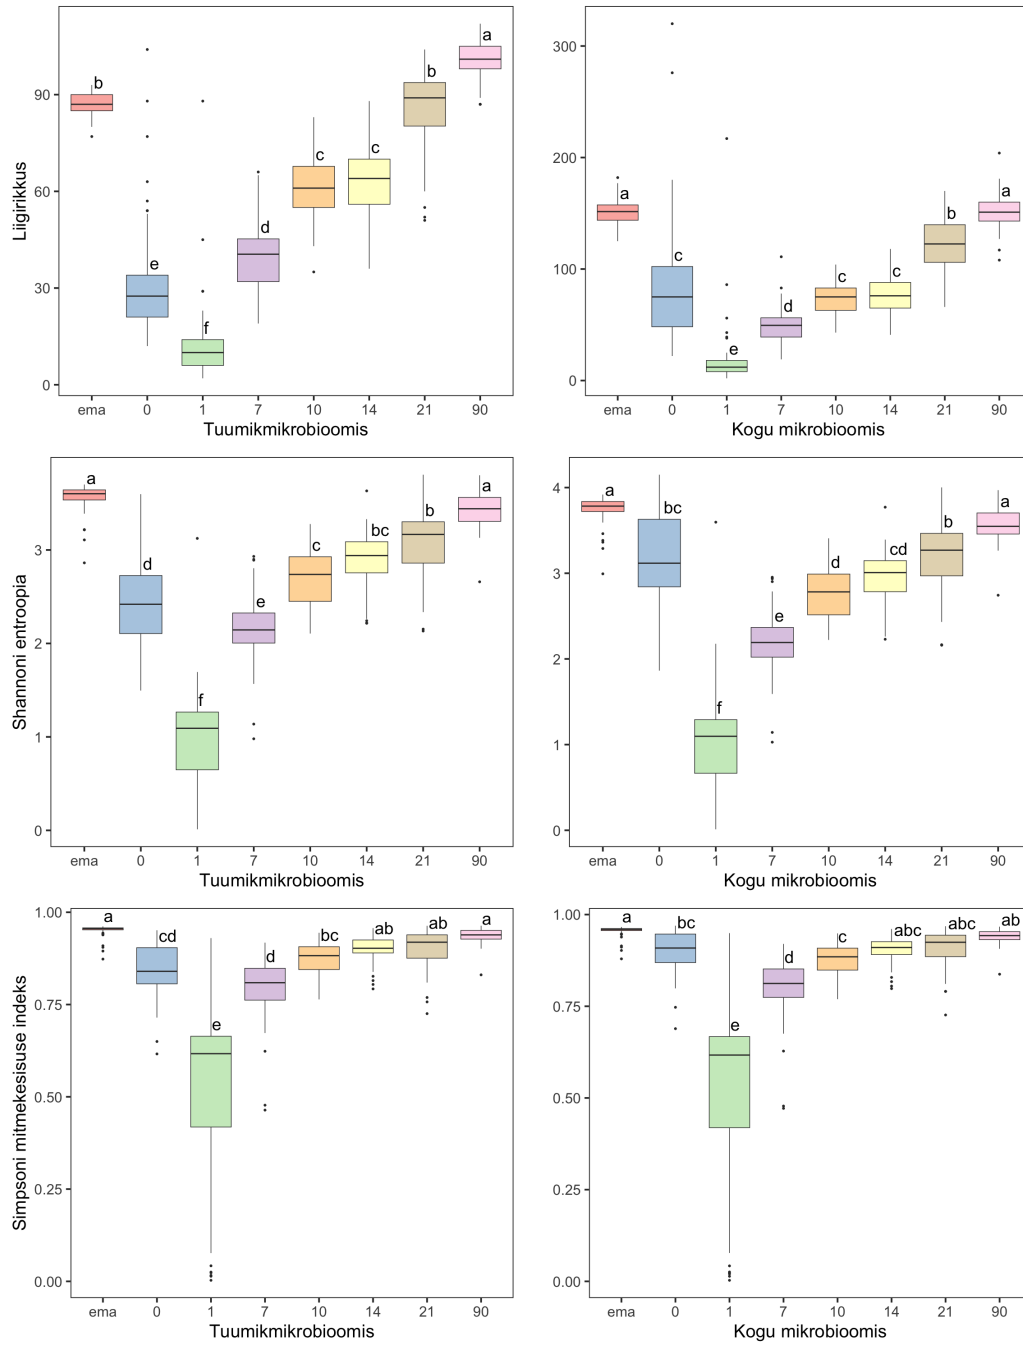 Liigirikkus
90
60
30
0
b
e
f
d
c
c
b
a
ema 0 1 7 10 14 21 90
Tuumikmikrobioomis
300
200
100
0
a
c
e
d
c
c
b
a
ema 0 1 7 10 14 21 90
Kogu mikrobioomis
Shannoni entroopia
3
2
1
0
a
d
f
e
c
bc
b
a
ema 0 1 7 10 14 21 90
Tuumikmikrobioomis
4
3
2
1
0
a
bc
f
e
d
cd
b
a
ema 0 1 7 10 14 21 90
Kogu mikrobioomis
Simpsoni mitmekesisuse indeks
1.00
0.75
0.50
0.25
0.00
a
cd
e
d
bc
ab
ab
a
ema 0 1 7 10 14 21 90
Tuumikmikrobioomis
1.00
0.75
0.50
0.25
0.00
a
bc
e
d
c
abc
abc
ab
ema 0 1 7 10 14 21 90
Kogu mikrobioomis